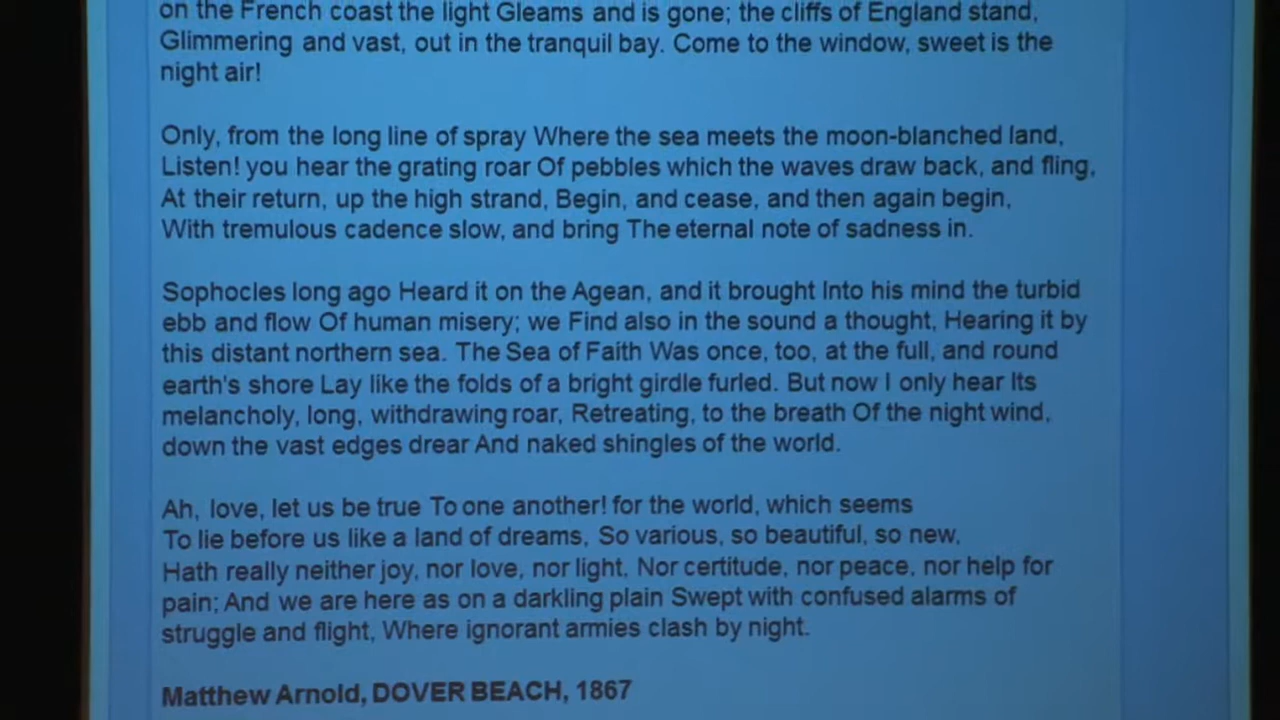 on the French coast the light Gleams and is gone; the cliffs of England stand,
Glimmering and vast, out in the tranquil bay. Come to the window, sweet is the
night air!
Only, from the long line of spray Where the sea meets the moon-blanched land,
Listen! you hear the grating roar Of pebbles which the waves draw back, and fling,
At their return, up the high strand, Begin, and cease, and then again begin,
With tremulous cadence slow, and bring The eternal note of sadness in.
Sophocles long ago Heard it on the Agean, and it brought Into his mind the turbid
ebb and flow Of human misery; we Find also in the sound a thought, Hearing it by
this distant northern sea. The Sea of Faith Was once, too, at the full, and round
earth's shore Lay like the folds of a bright girdle furled. But now I only hear Its
melancholy, long, withdrawing roar, Retreating, to the breath Of the night wind,
down the vast edges drear And naked shingles of the world.
Ah, love, let us be true To one another! for the world, which seems
To lie before us like a land of dreams, So various, so beautiful, so new,
Hath really neither joy, nor love, nor light, Nor certitude, nor peace, nor help for
pain; And we are here as on a darkling plain Swept with confused alarms of
struggle and flight, Where ignorant armies clash by night.
Matthew Arnold, DOVER BEACH, 1867